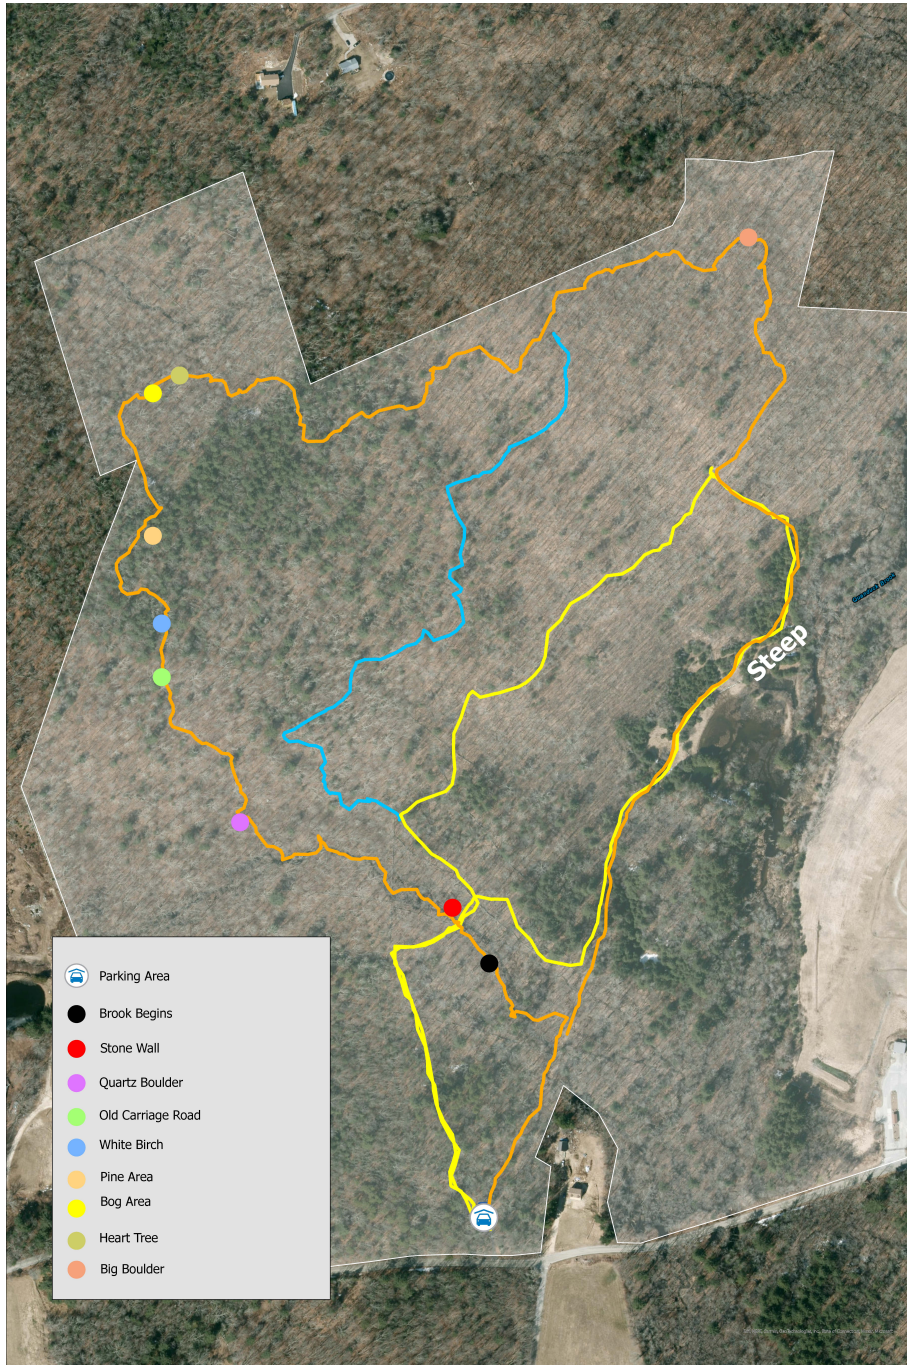 Steep
Parking Area
Brook Begins
Stone Wall
Quartz Boulder
Old Carriage Road
White Birch
Pine Area
Bog Area
Heart Tree
Big Boulder